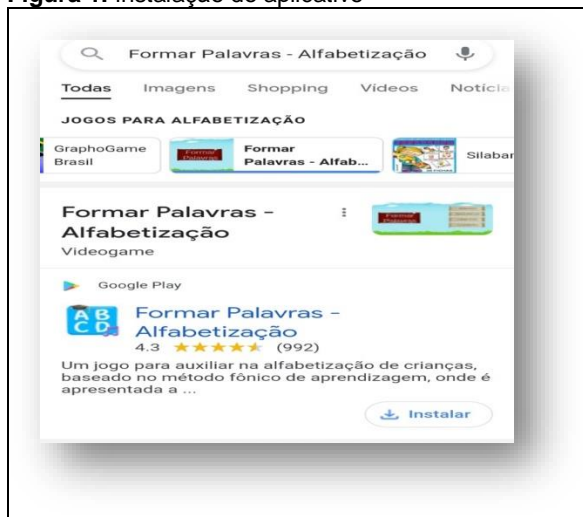 Figura 1: Instalação do aplicativo
Formar Palavras - Alfabetização
Todas Imagens Shopping Vídeos Notícia
JOGOS PARA ALFABETIZAÇÃO
GraphoGame
Brasil
Formar
Palavras
Formar
Palavras - Alfab...
Silabar
Formar Palavras -
Alfabetização
Videogame
Formar
Palavras
Google Play
A B
C D
Formar Palavras -
Alfabetização
4.3 (992)
Um jogo para auxiliar na alfabetização de crianças,
baseado no método fônico de aprendizagem, onde é
apresentada a ...
Instalar